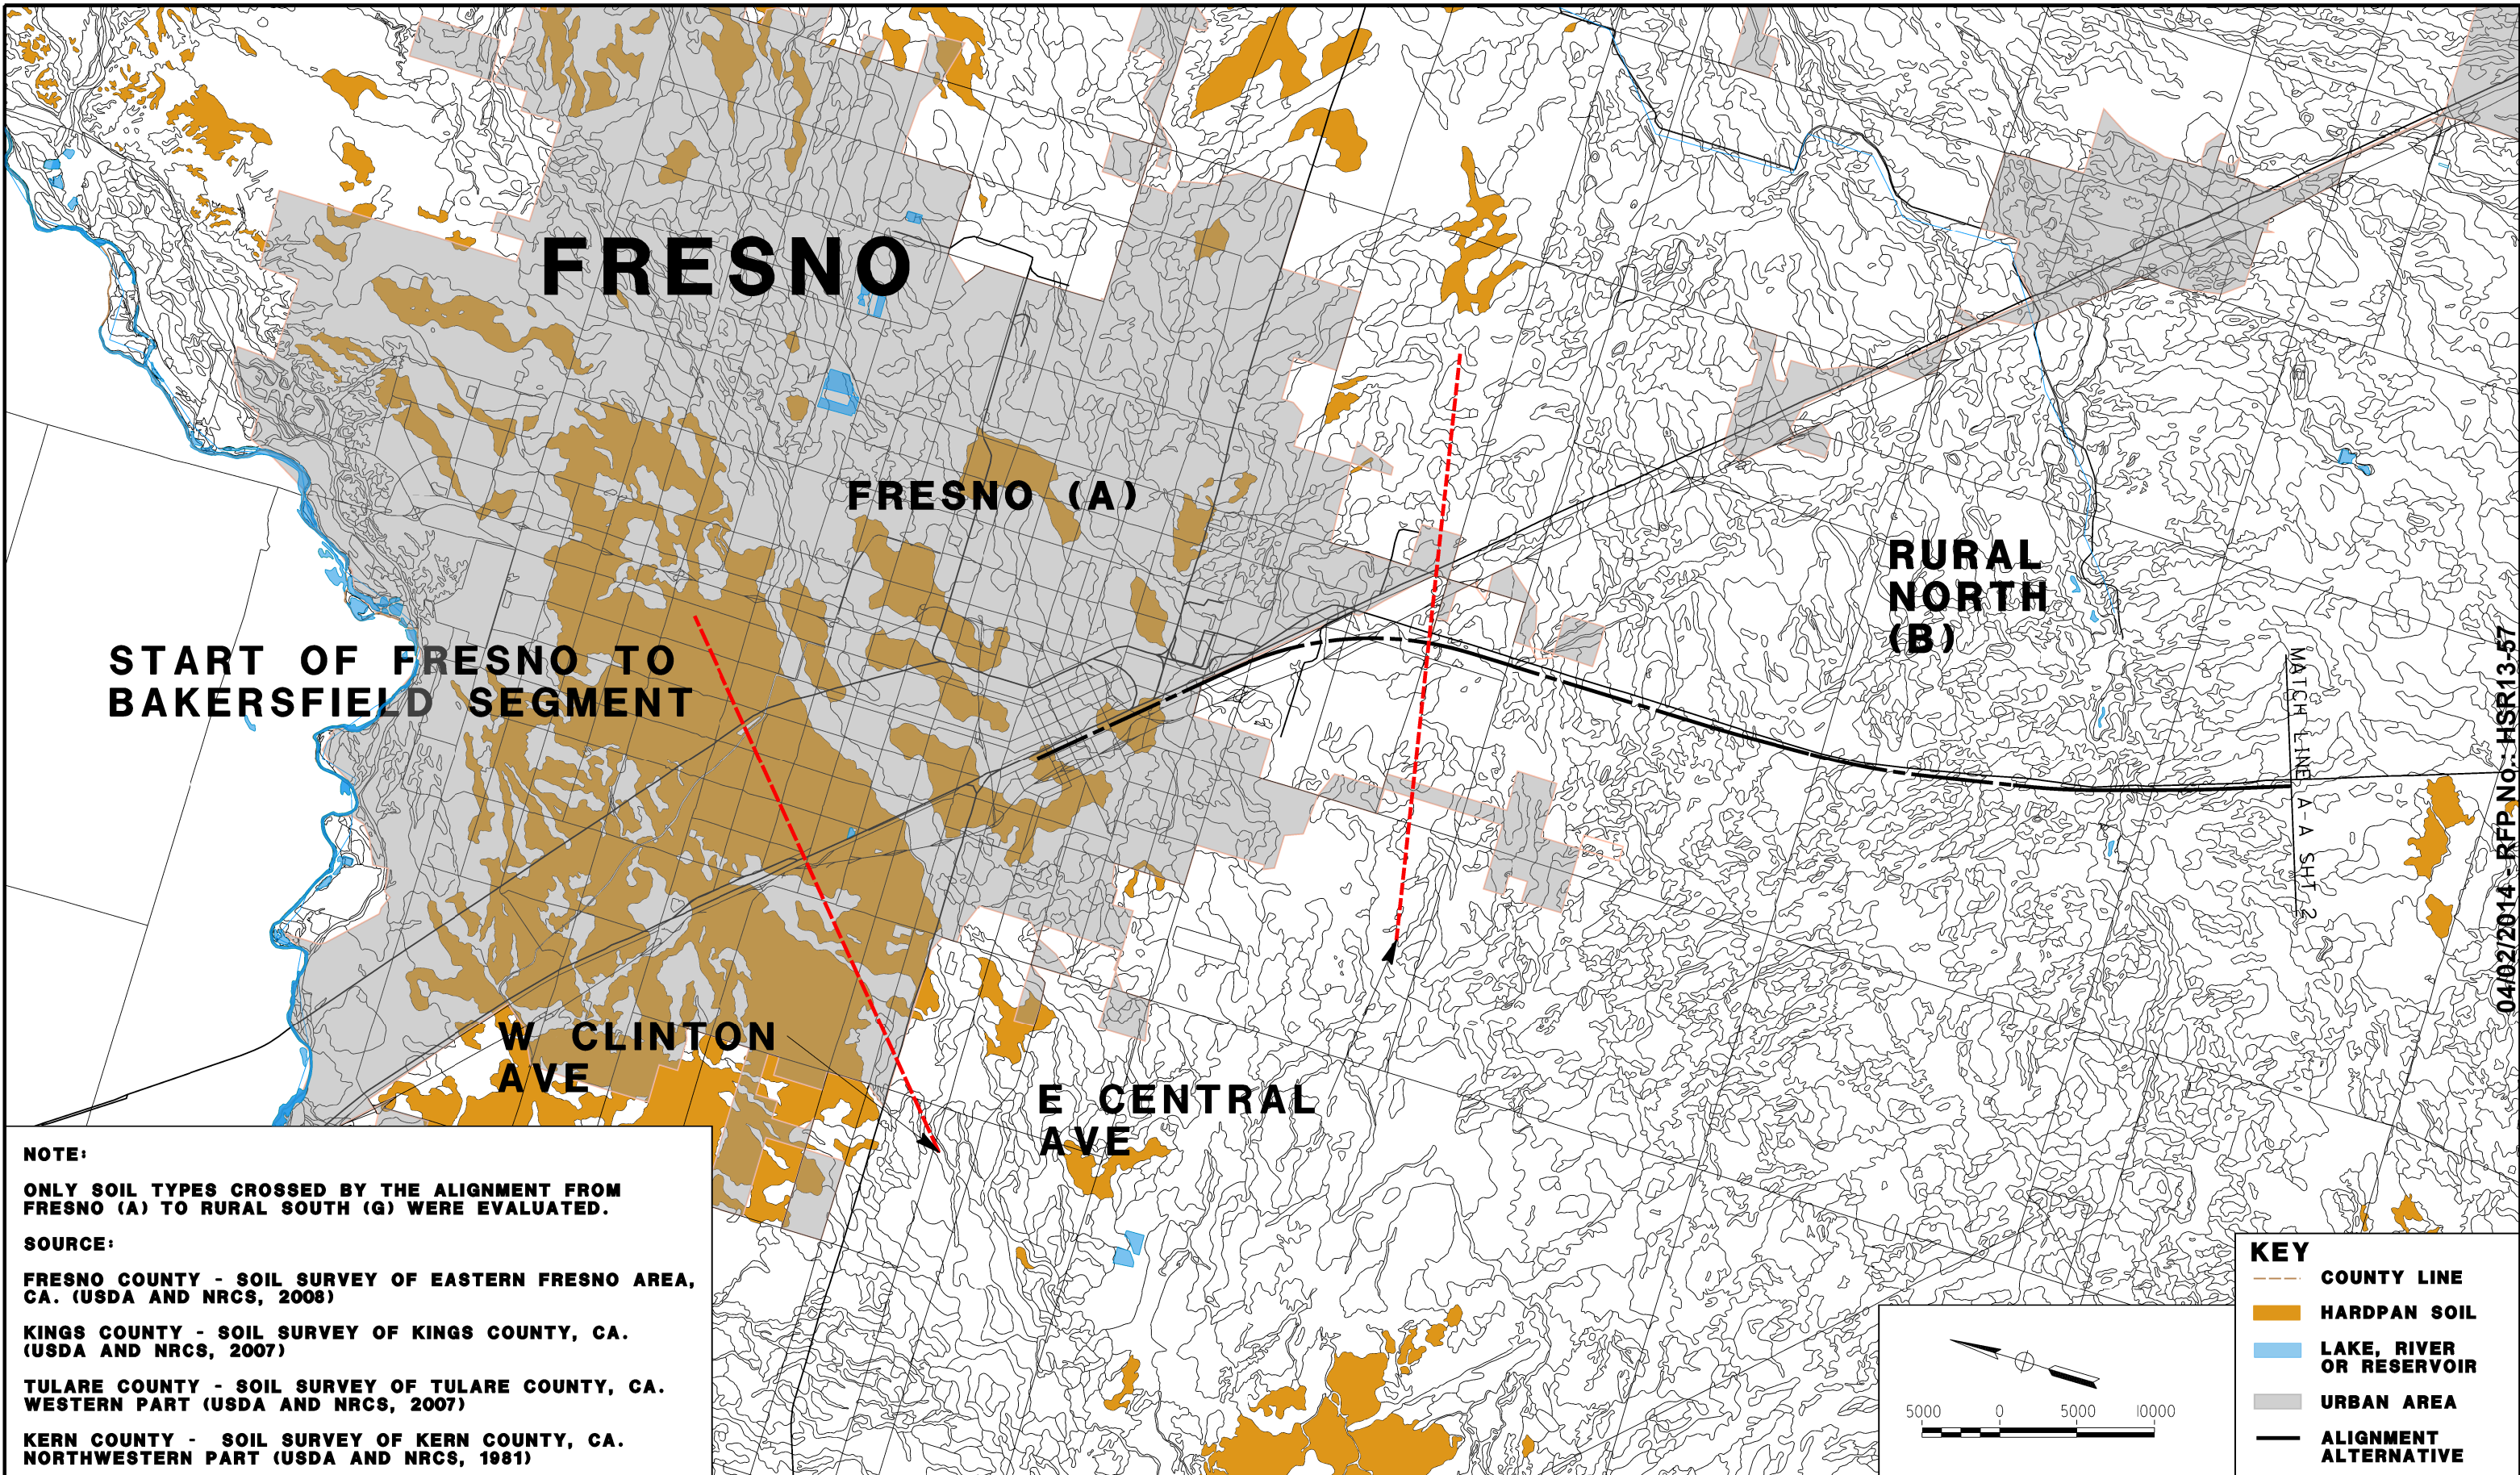 FRESNO
FRESNO (A)
RURAL
NORTH
(B)
START OF FRESNO TO
BAKERSFIELD SEGMENT
MATCH LINE A-A SHT 2
04/02/2014 - RFP No.: HSR13-57
W CLINTON
AVE
E CENTRAL
AVE
NOTE:
ONLY SOIL TYPES CROSSED BY THE ALIGNMENT FROM
FRESNO (A) TO RURAL SOUTH (G) WERE EVALUATED.
SOURCE:
FRESNO COUNTY - SOIL SURVEY OF EASTERN FRESNO AREA,
CA. (USDA AND NRCS, 2008)
KINGS COUNTY - SOIL SURVEY OF KINGS COUNTY, CA.
(USDA AND NRCS, 2007)
TULARE COUNTY - SOIL SURVEY OF TULARE COUNTY, CA.
WESTERN PART (USDA AND NRCS, 2007)
KERN COUNTY - SOIL SURVEY OF KERN COUNTY, CA.
NORTHWESTERN PART (USDA AND NRCS, 1981)
5000 0 5000 10000
KEY
COUNTY LINE
HARDPAN SOIL
LAKE, RIVER
OR RESERVOIR
URBAN AREA
ALIGNMENT
ALTERNATIVE